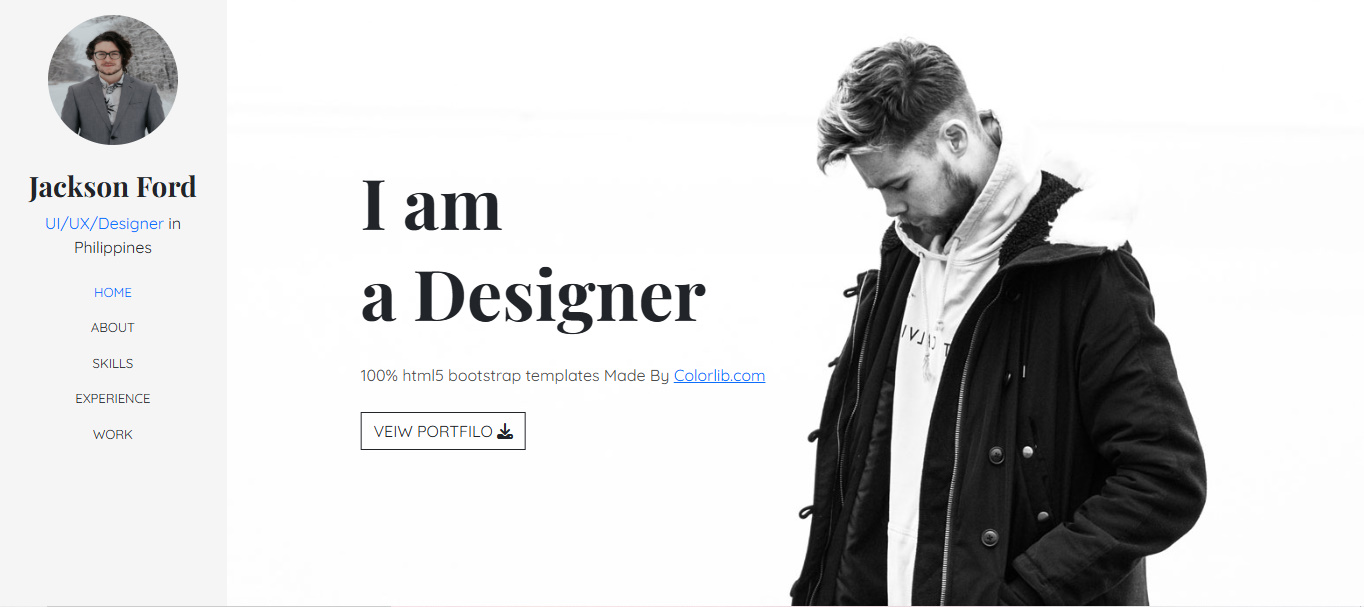 Jackson Ford
UI/UX/Designer in
Philippines
HOME
ABOUT
SKILLS
EXPERIENCE
WORK
I am
a Designer
100% html5 bootstrap templates Made By Colorlib.com
VEIW PORTFILO